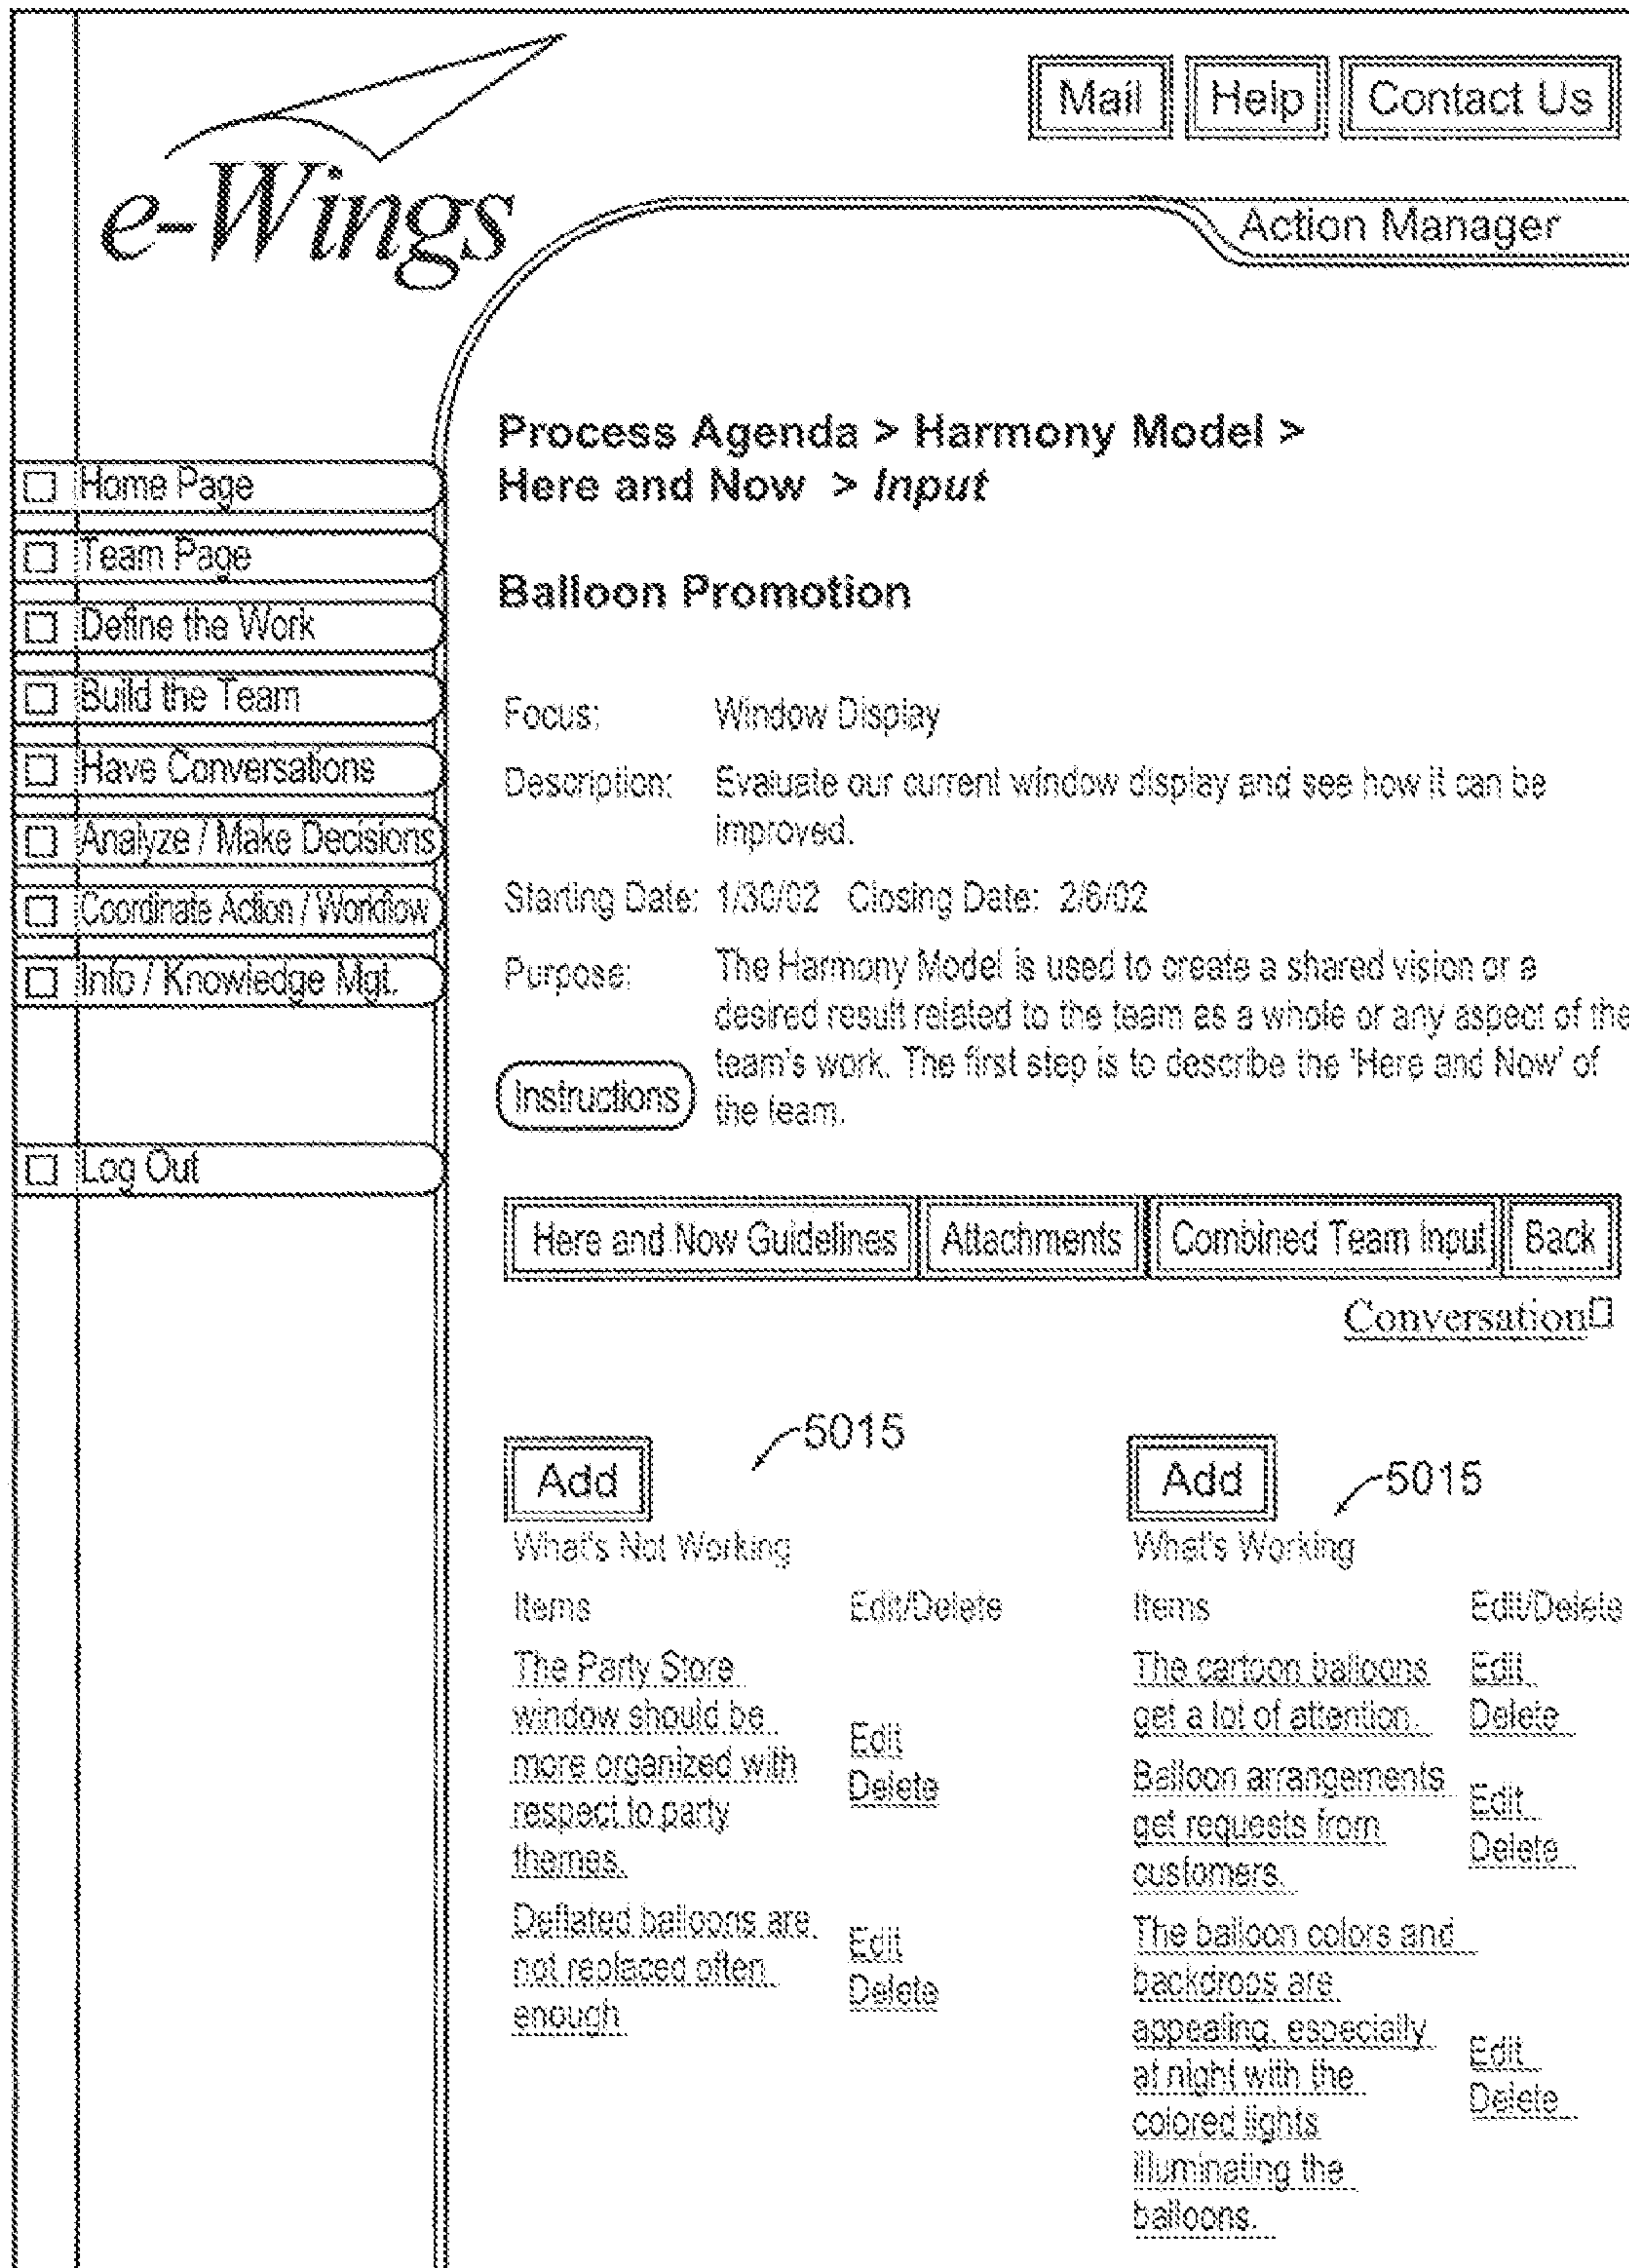 Mail Help Contact Us
e-Wings
Action Manager
Process Agenda > Harmony Model >
Here and Now > Input
Home Page
Team Page
Define the Work
Build the Team
Have Conversations
Analyze / Make Decisions
Coordinate Action / Workflow
Info / Knowledge Mgt.
Log Out
Balloon Promotion
Focus: Window Display
Description: Evaluate our current window display and see how it can be
improved.
Starting Date: 1/30/02 Closing Date: 2/6/02
Purpose: The Harmony Model is used to create a shared vision or a
desired result related to the team as a whole or any aspect of the
team's work. The first step is to describe the 'Here and Now' of
the team.
Instructions
Here and Now Guidelines Attachments Combined Team Input Back
Conversation
Add 5015
What's Not Working
Items Edit/Delete
The Party Store
window should be
more organized with
respect to party
themes.
Edit
Delete
Deflated balloons are
not replaced often
enough
Edit
Delete
Add 5015
What's Working
Items Edit/Delete
The cartoon balloons
get a lot of attention.
Edit
Delete
Balloon arrangements
get requests from
customers.
Edit
Delete
The balloon colors and
backdrops are
appealing, especially
at night with the
colored lights
illuminating the
balloons.
Edit
Delete